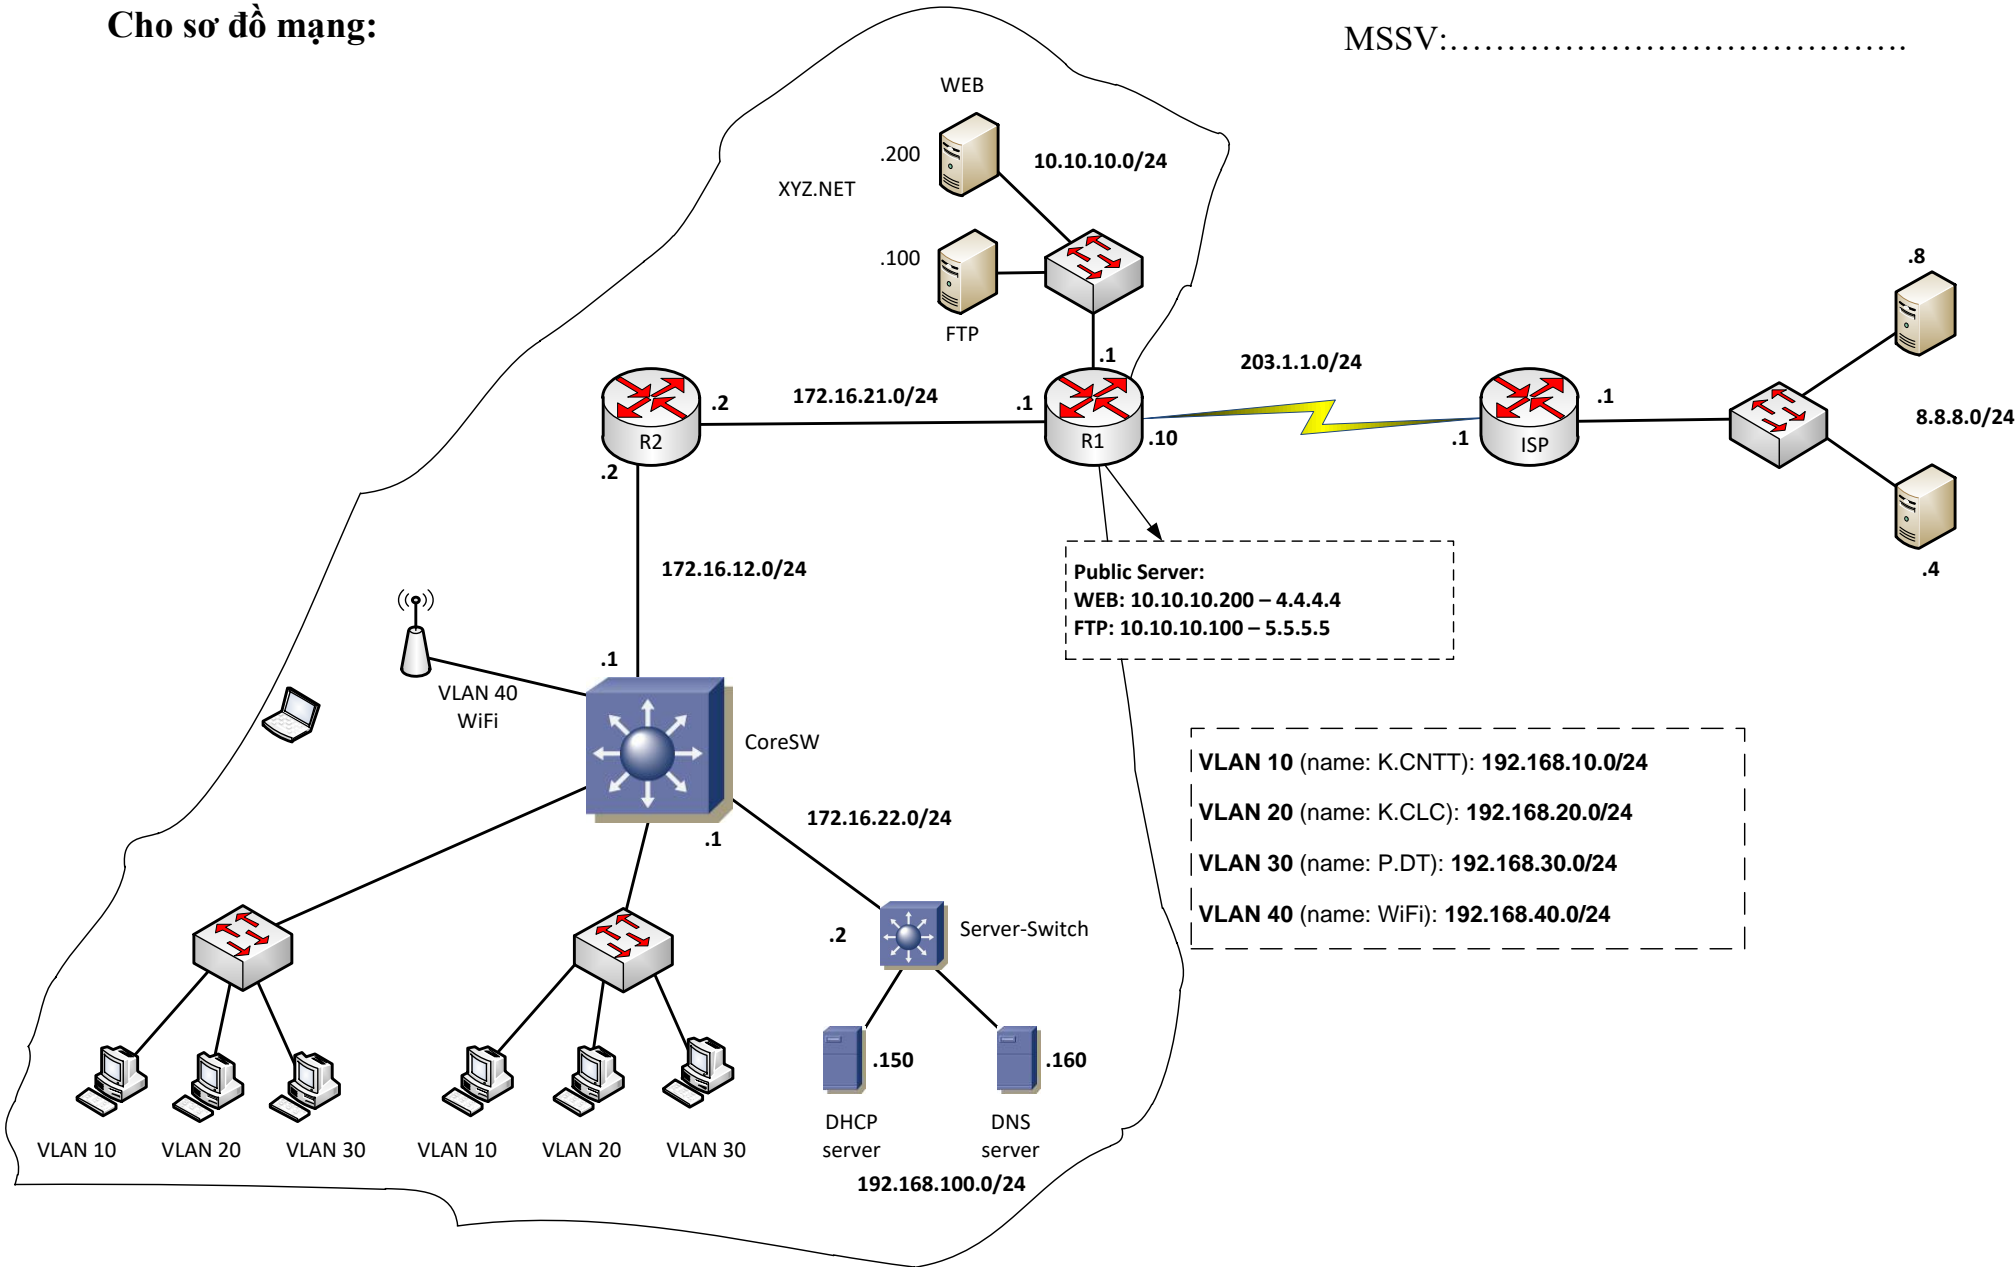 Cho sơ đồ mạng:
MSSV:………………………………….
WEB
.200
10.10.10.0/24
XYZ.NET
.100
FTP
.8
.1
203.1.1.0/24
.2
172.16.21.0/24
.1
.1
8.8.8.0/24
R2
R1
.10
.1
ISP
.2
172.16.12.0/24
Public Server:
WEB: 10.10.10.200 – 4.4.4.4
FTP: 10.10.10.100 – 5.5.5.5
.4
.1
VLAN 40
WiFi
CoreSW
VLAN 10 (name: K.CNTT): 192.168.10.0/24
VLAN 20 (name: K.CLC): 192.168.20.0/24
VLAN 30 (name: P.DT): 192.168.30.0/24
VLAN 40 (name: WiFi): 192.168.40.0/24
172.16.22.0/24
.1
.2
Server-Switch
.150
.160
DHCP
server
DNS
server
VLAN 10
VLAN 20
VLAN 30
VLAN 10
VLAN 20
VLAN 30
192.168.100.0/24